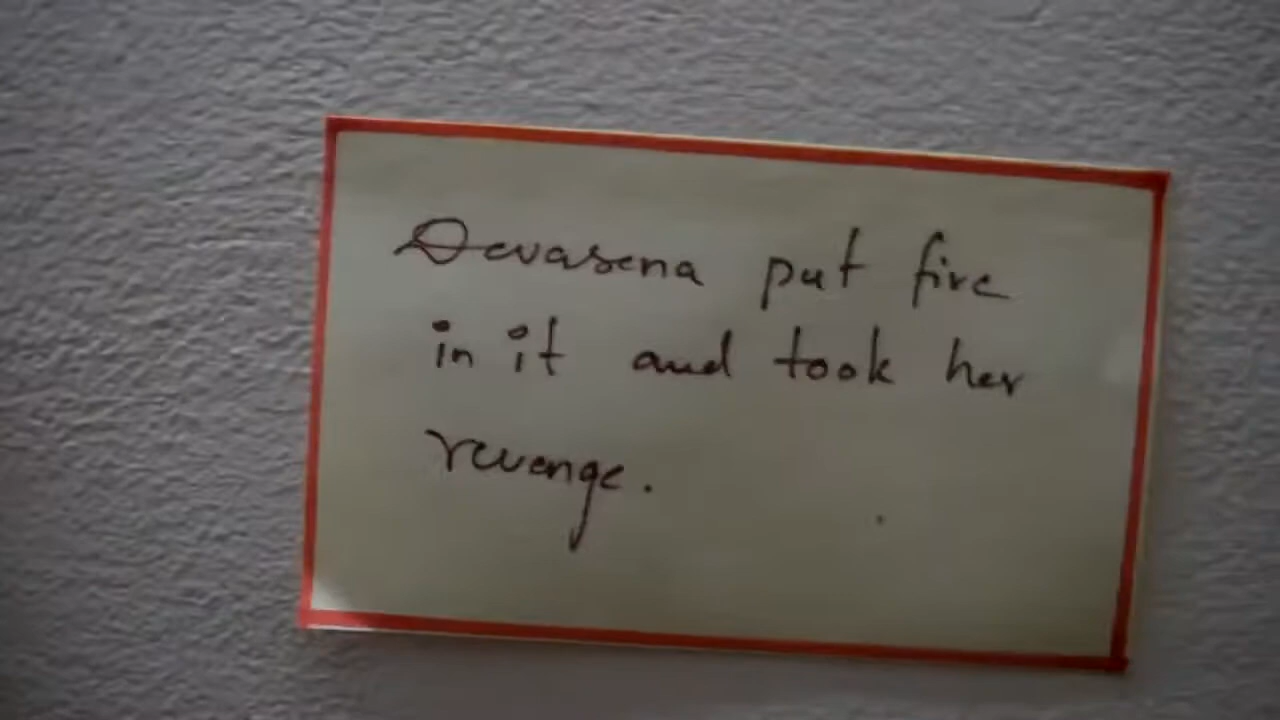 Devasena put fire
in it and took her
revenge.